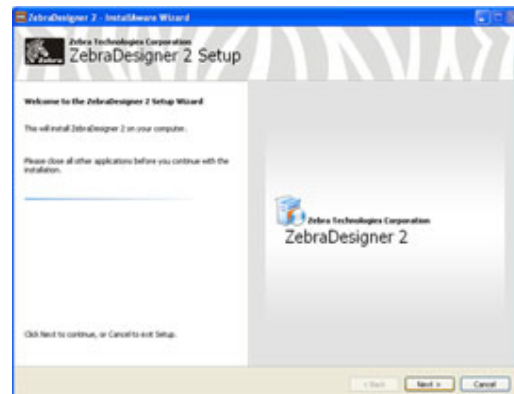 ZebraDesigner 2 - InstallAware Wizard
Zebra Technologies Corporation
ZebraDesigner 2 Setup
Zebra
Welcome to the ZebraDesigner 2 Setup Wizard
This will install ZebraDesigner 2 on your computer.
Please close all other applications before you continue with the
installation.
Zebra Technologies Corporation
ZebraDesigner 2
Click Next to continue, or Cancel to exit Setup.
< Back
Next >
Cancel